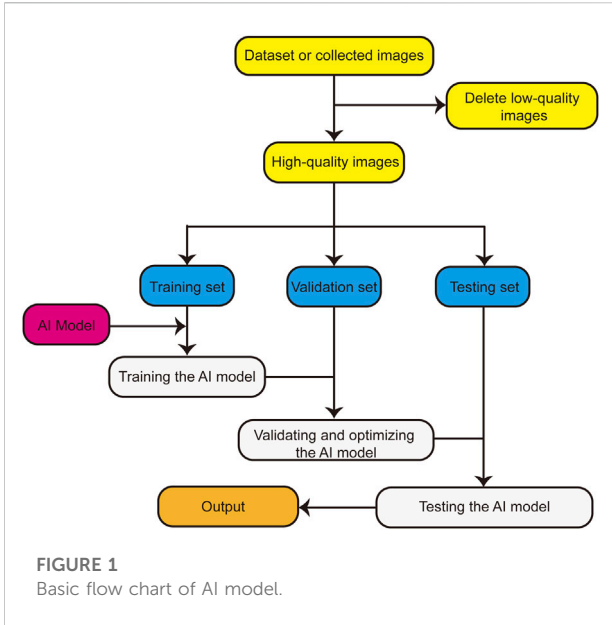 Dataset or collected images
Delete low-quality
images
High-quality images
Training set
Validation set
Testing set
AI Model
Training the AI model
Validating and optimizing
the AI model
Output
Testing the AI model
FIGURE 1
Basic flow chart of AI model.